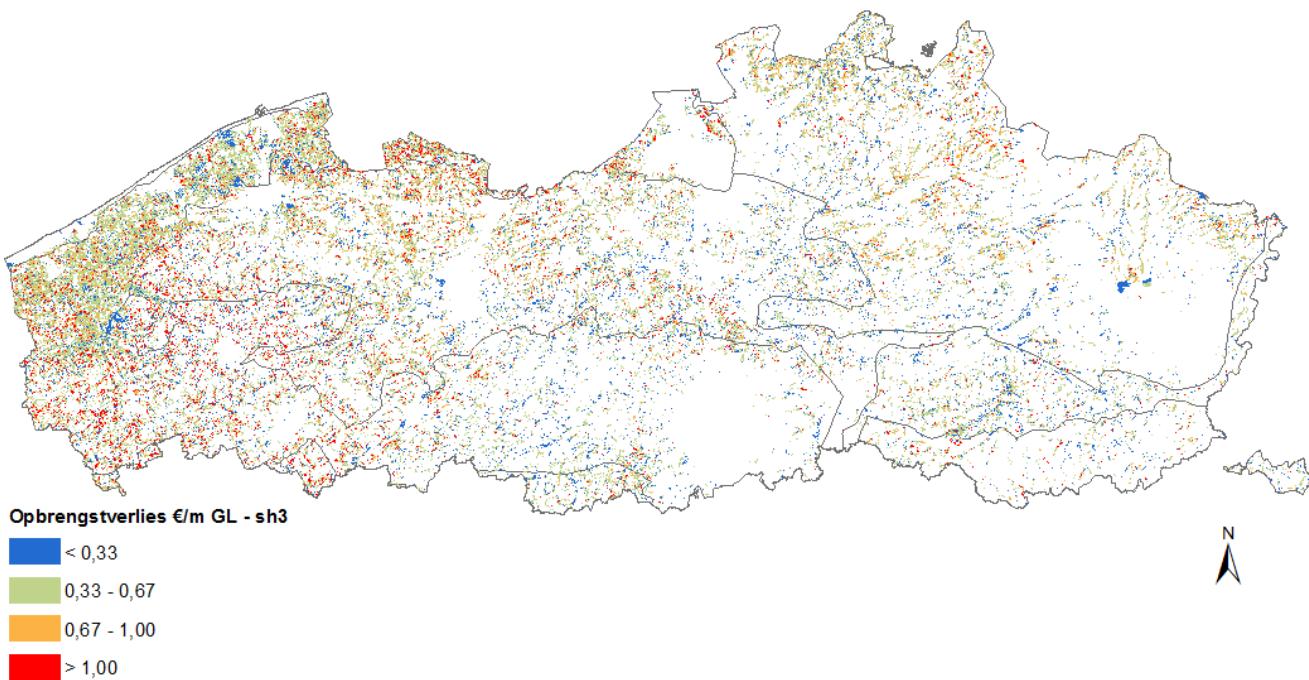 N
Opbrengstverlies €/m GL - sh3
< 0,33
0,33 - 0,67
0,67 - 1,00
> 1,00